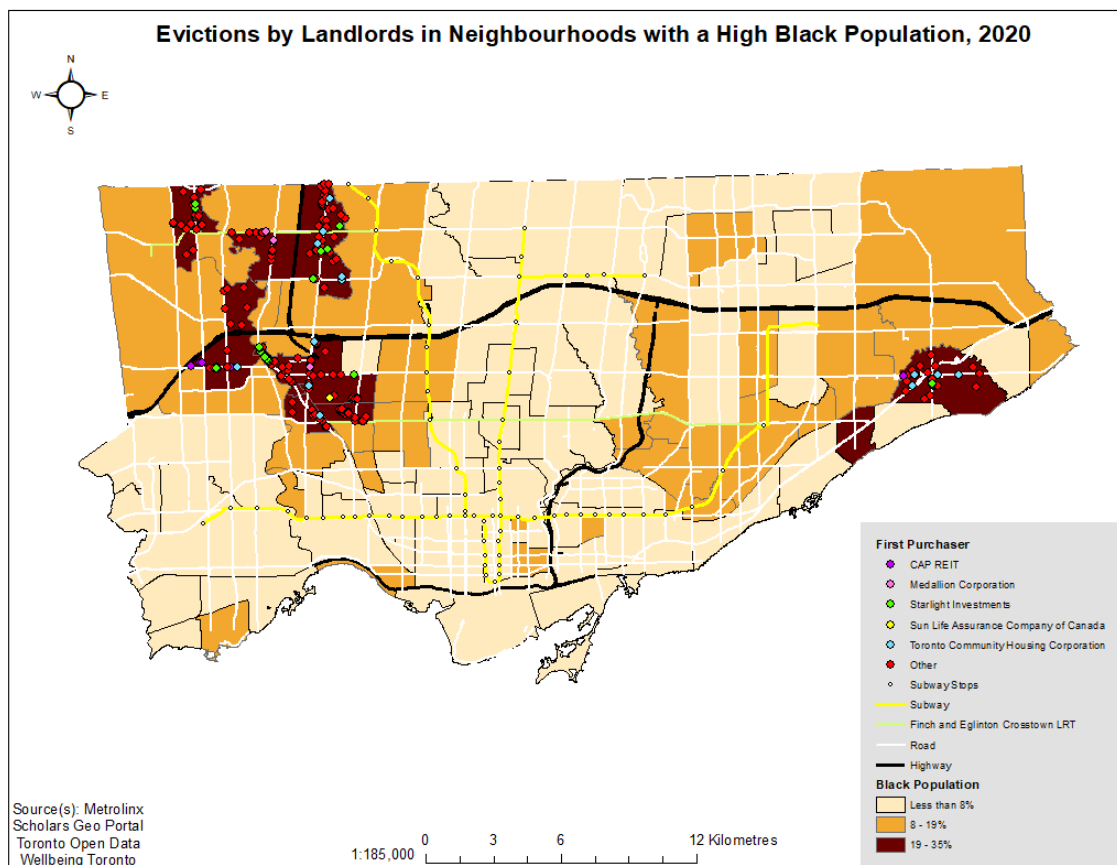 Evictions by Landlords in Neighbourhoods with a High Black Population, 2020
N
W E
S
First Purchaser
CAP REIT
Medallion Corporation
Starlight Investments
Sun Life Assurance Company of Canada
Toronto Community Housing Corporation
Other
Subway Stops
Subway
Finch and Eglinton Crosstown LRT
Road
Highway
Black Population
Less than 8%
8 - 19%
19 - 35%
Source(s): Metrolinx
Scholars Geo Portal
Toronto Open Data
Wellbeing Toronto
0 3 6 12 Kilometres
1:185,000